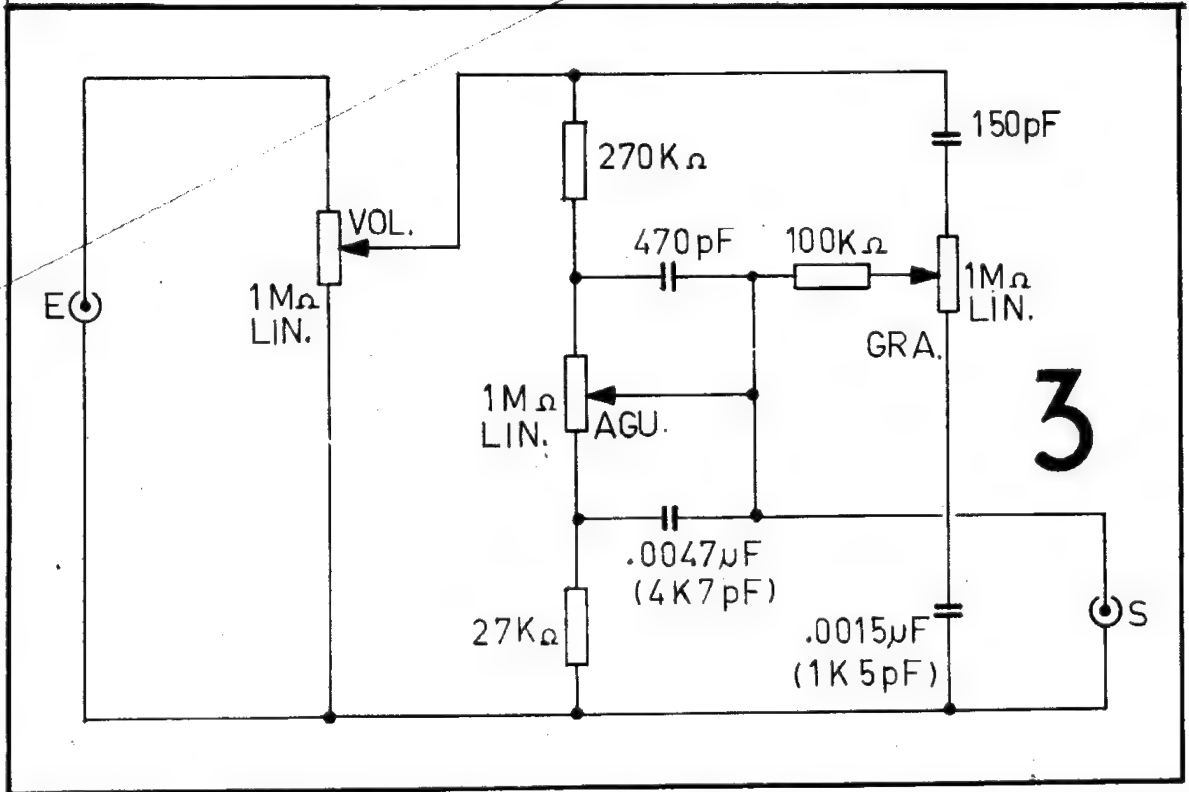 150pF
270KΩ
VOL.
470pF
100KΩ
E
1MΩ
LIN.
1MΩ
LIN.
GRA.
3
1MΩ
LIN.
AGU.
.0047µF
(4K7pF)
27KΩ
.0015µF
(1K5pF)
S